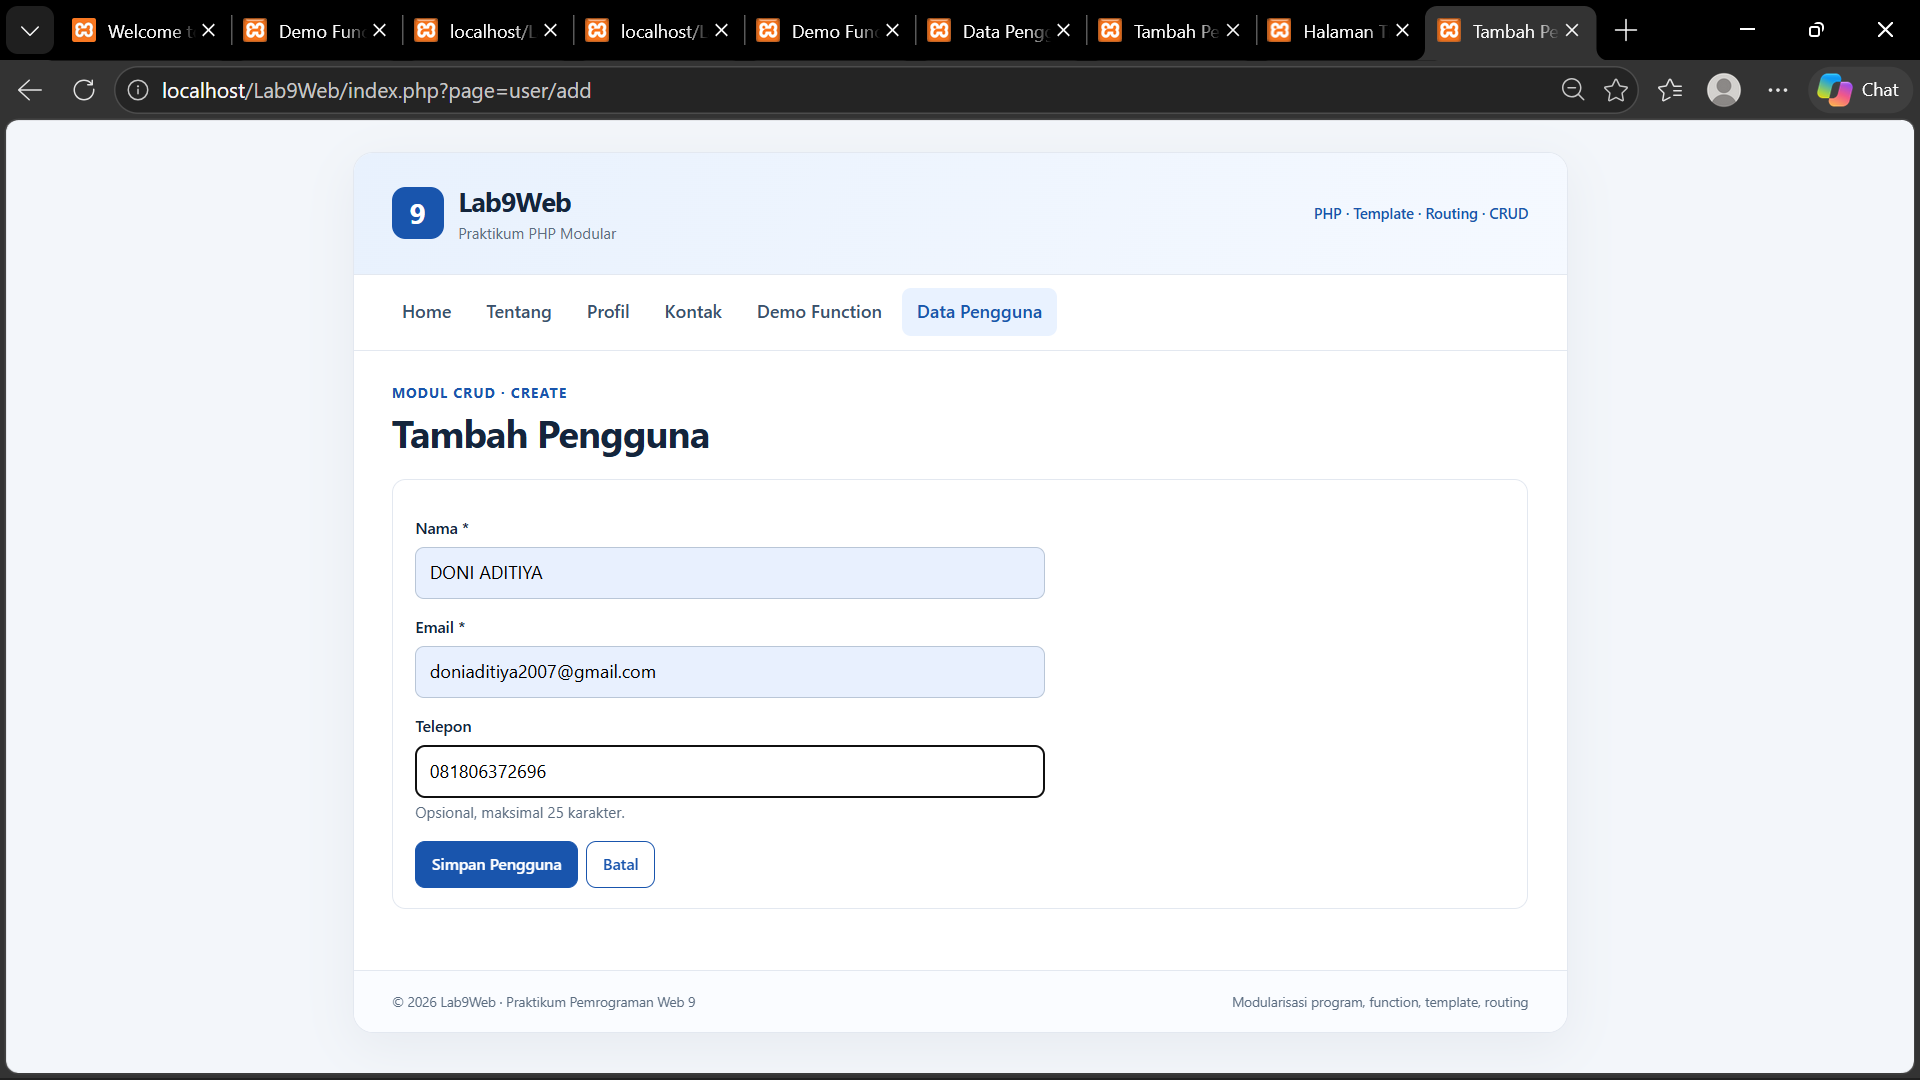 Welcome t
Demo Fun
localhost/L
localhost/L
Demo Fun
Data Peng
Tambah Pe
Halaman T
Tambah Pe
localhost/Lab9Web/index.php?page=user/add
Chat
9
Lab9Web
Praktikum PHP Modular
PHP · Template · Routing · CRUD
Home
Tentang
Profil
Kontak
Demo Function
Data Pengguna
MODUL CRUD · CREATE
Tambah Pengguna
Nama *
DONI ADITIYA
Email *
doniaditiya2007@gmail.com
Telepon
081806372696
Opsional, maksimal 25 karakter.
Simpan Pengguna
Batal
© 2026 Lab9Web · Praktikum Pemrograman Web 9
Modularisasi program, function, template, routing